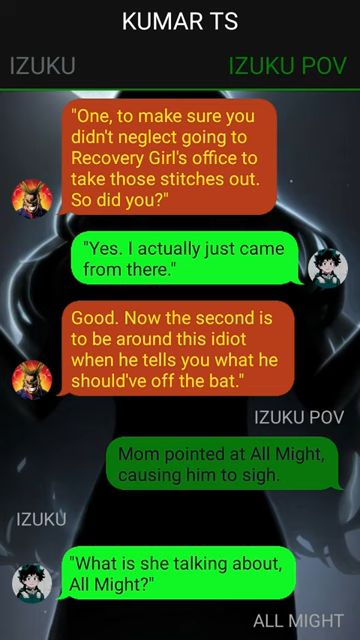 KUMAR TS
IZUKU
IZUKU POV
"One, to make sure you
didn't neglect going to
Recovery Girl's office to
take those stitches out.
So did you?"
"Yes. I actually just came
from there."
Good. Now the second is
to be around this idiot
when he tells you what he
should've off the bat."
IZUKU POV
Mom pointed at All Might,
causing him to sigh.
IZUKU
"What is she talking about,
All Might?"
ALL MIGHT